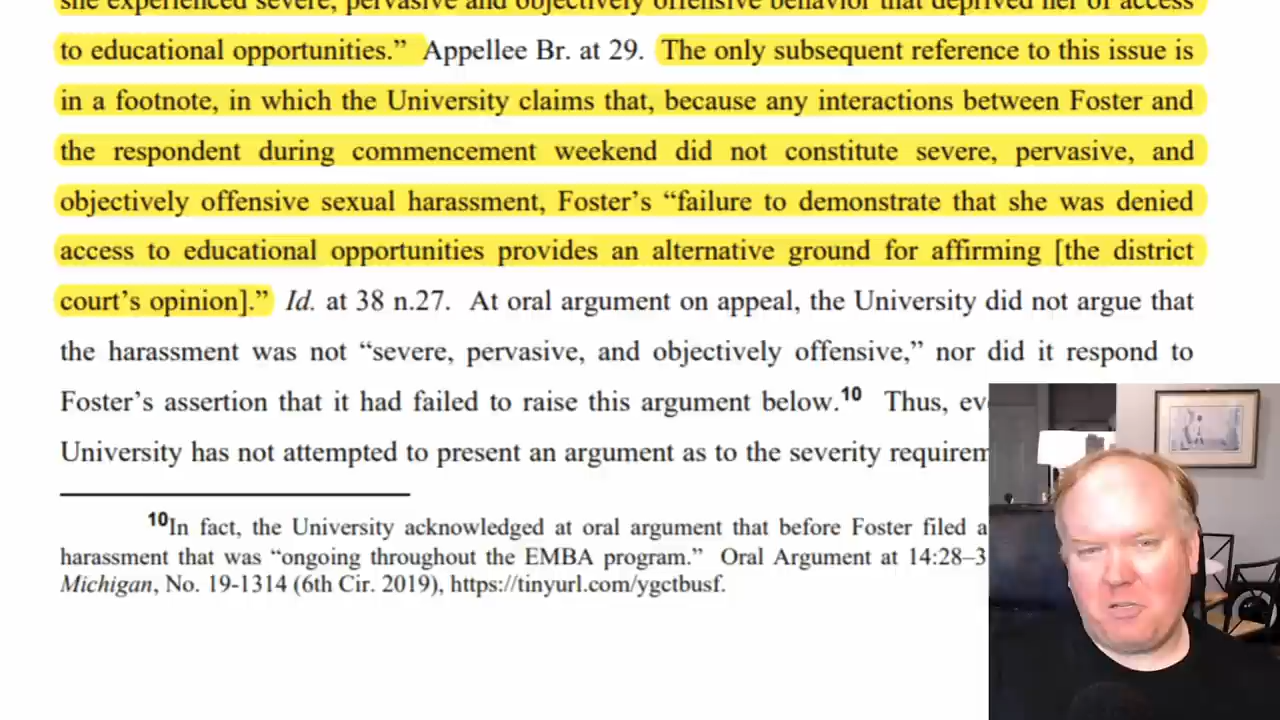 she experienced severe, pervasive and objectively offensive behavior that deprived her of access
to educational opportunities.” Appellee Br. at 29. The only subsequent reference to this issue is
in a footnote, in which the University claims that, because any interactions between Foster and
the respondent during commencement weekend did not constitute severe, pervasive, and
objectively offensive sexual harassment, Foster’s “failure to demonstrate that she was denied
access to educational opportunities provides an alternative ground for affirming [the district
court’s opinion].” Id. at 38 n.27. At oral argument on appeal, the University did not argue that
the harassment was not “severe, pervasive, and objectively offensive,” nor did it respond to
Foster’s assertion that it had failed to raise this argument below.10 Thus, ev
University has not attempted to present an argument as to the severity requirem
10In fact, the University acknowledged at oral argument that before Foster filed a
harassment that was “ongoing throughout the EMBA program.” Oral Argument at 14:28–3
Michigan, No. 19-1314 (6th Cir. 2019), https://tinyurl.com/ygctbusf.